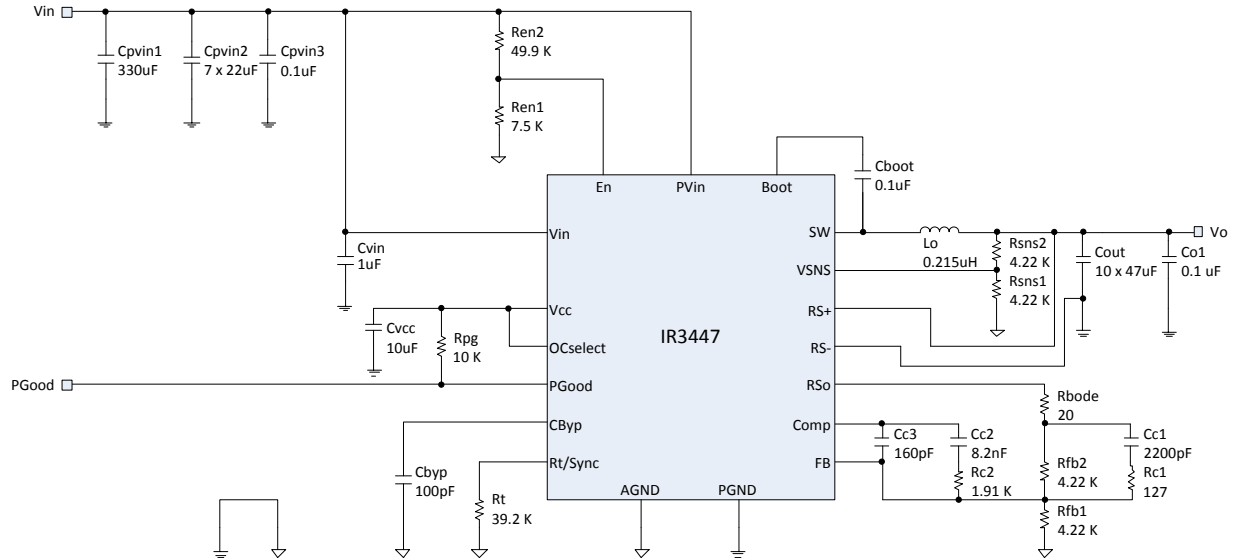 Vin
Cpvin1
330uF
Cpvin2
7 x 22uF
Cpvin3
0.1uF
Ren2
49.9 K
Ren1
7.5 K
Cboot
0.1uF
En
PVin
Boot
Vin
Cvin
1uF
SW
Lo
0.215uH
Rsns2
4.22 K
Cout
10 x 47uF
Co1
0.1 uF
Vo
VSNS
Rsns1
4.22 K
Vcc
Cvcc
10uF
Rpg
10 K
OCselect
IR3447
RS+
RS-
PGood
PGood
RSo
Rbode
20
CByp
Cbyp
100pF
Comp
Cc3
160pF
Cc2
8.2nF
Cc1
2200pF
Rt/Sync
Rt
39.2 K
FB
Rc2
1.91 K
Rfb2
4.22 K
Rc1
127
AGND
PGND
Rfb1
4.22 K